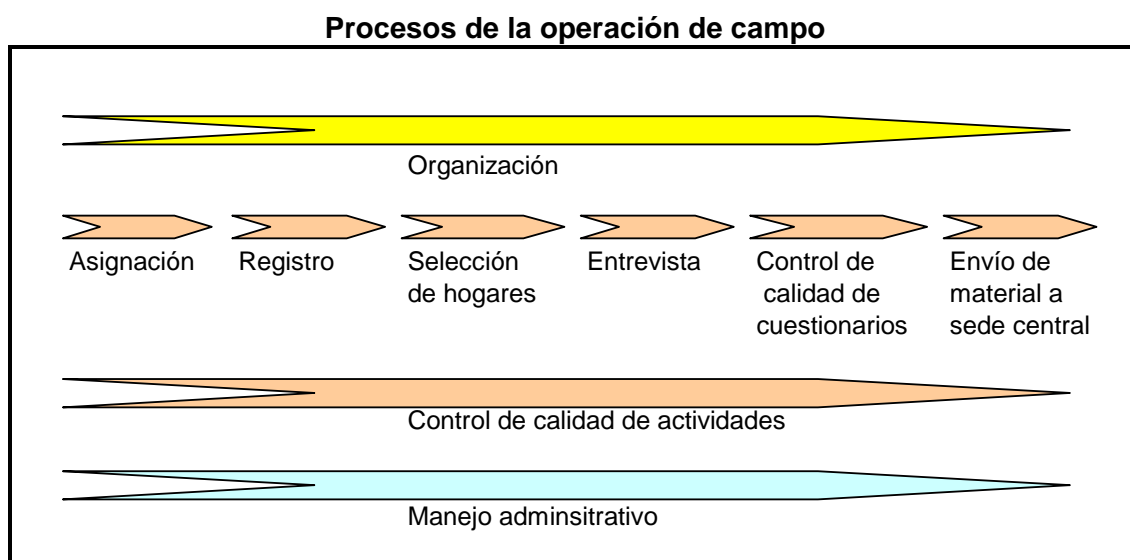 Procesos de la operación de campo
Organización
Asignación
Registro
Selección
de hogares
Entrevista
Control de
calidad de
cuestionarios
Envío de
material a
sede central
Control de calidad de actividades
Manejo adminsitrativo